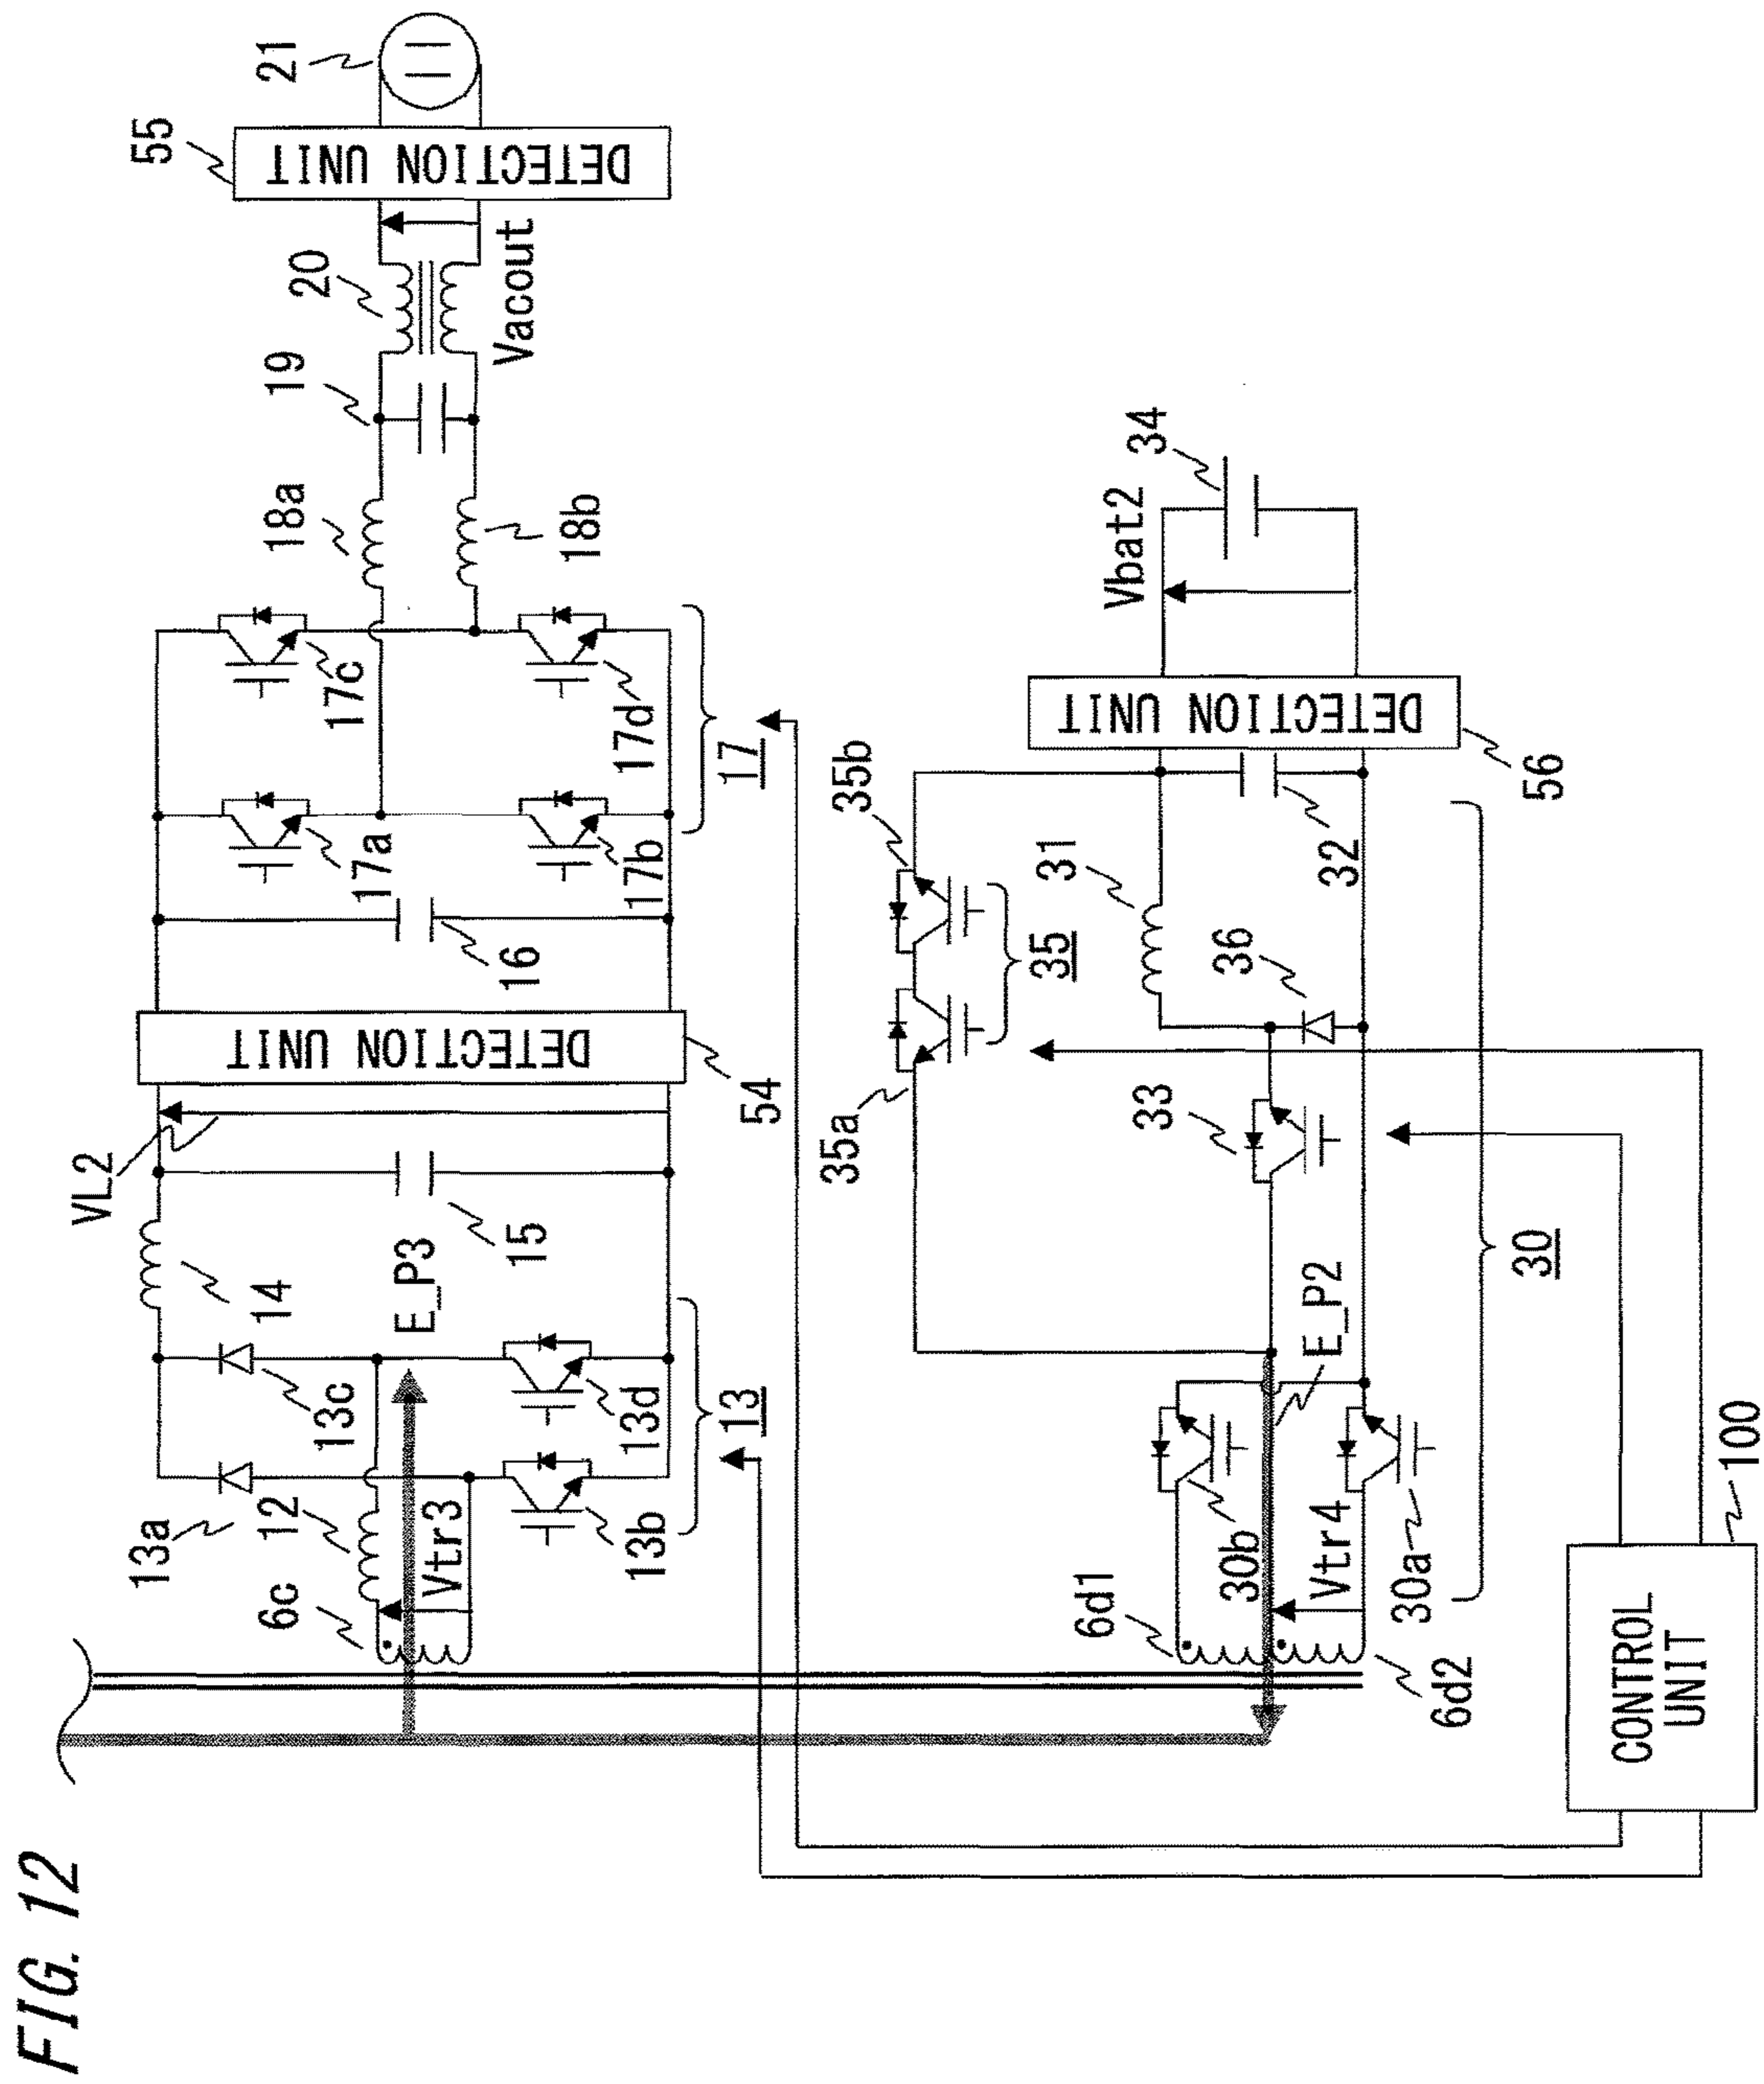 FIG. 12
21
55
DETECTION UNIT
20
Vacout
19
18a
18b
17c
17d
17a
17b
17
16
DETECTION UNIT
54
VL2
15
14
E_P3
13c
13d
13
13a
12
13b
Vtr3
6c
34
Vbat2
DETECTION UNIT
56
35b
35
35a
31
32
36
33
30
E_P2
30b
30a
Vtr4
6d1
6d2
CONTROL
UNIT
100